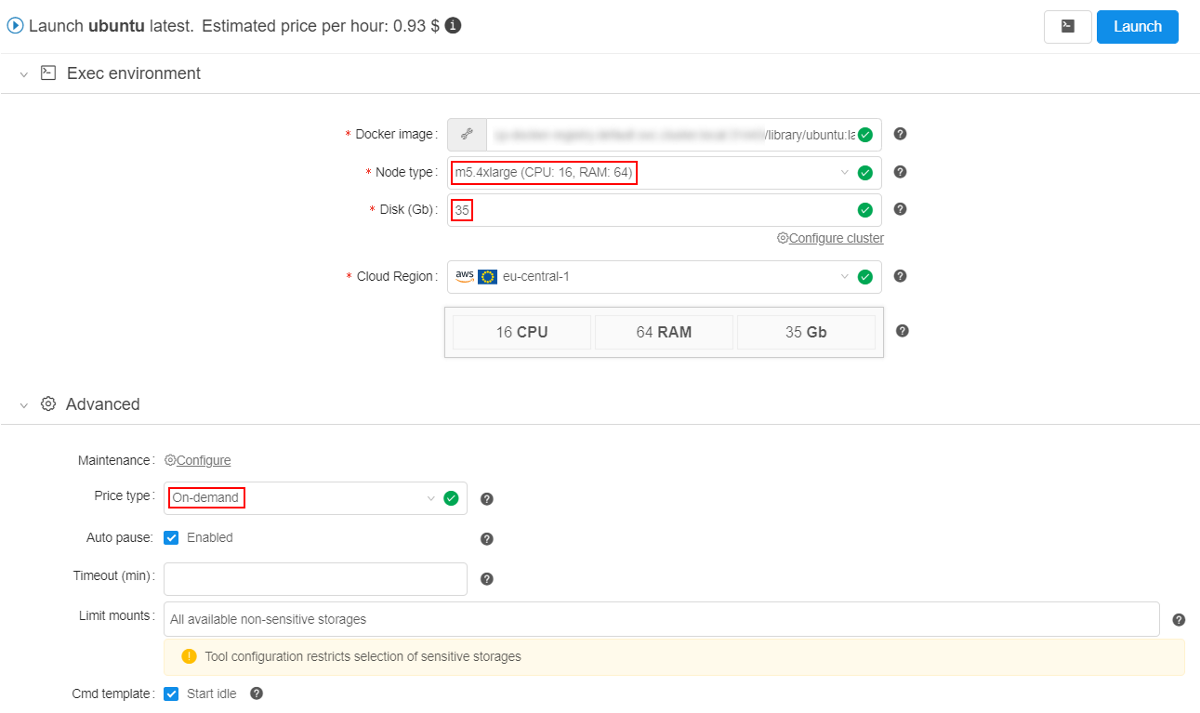 Launch ubuntu latest. Estimated price per hour: 0.93 $
Launch
Exec environment
* Docker image: /library/ubuntu:la
* Node type: m5.4xlarge (CPU: 16, RAM: 64)
* Disk (Gb): 35
Configure cluster
* Cloud Region: aws eu-central-1
16 CPU 64 RAM 35 Gb
Advanced
Maintenance: Configure
Price type: On-demand
Auto pause: Enabled
Timeout (min):
Limit mounts: All available non-sensitive storages
Tool configuration restricts selection of sensitive storages
Cmd template: Start idle